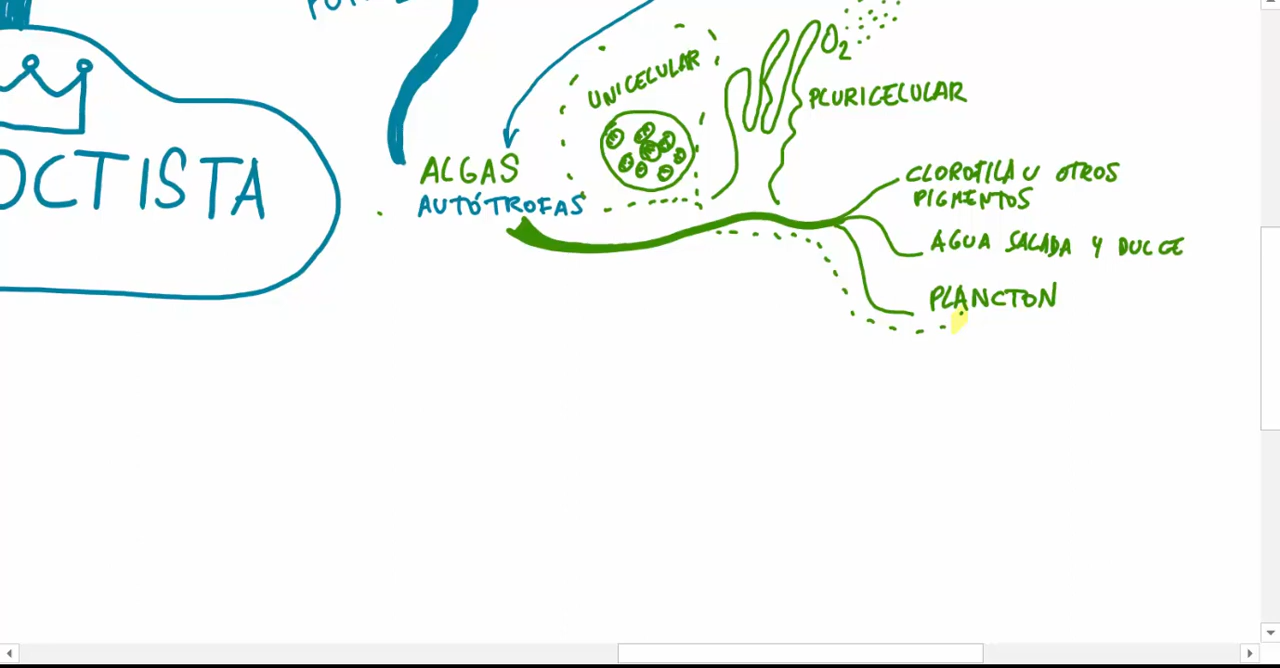 OCTISTA
ALGAS
AUTÓTROFAS
UNICELULAR
O2
PLURICELULAR
CLOROFILA U OTROS
PIGMENTOS
AGUA SALADA Y DULCE
PLANCTON